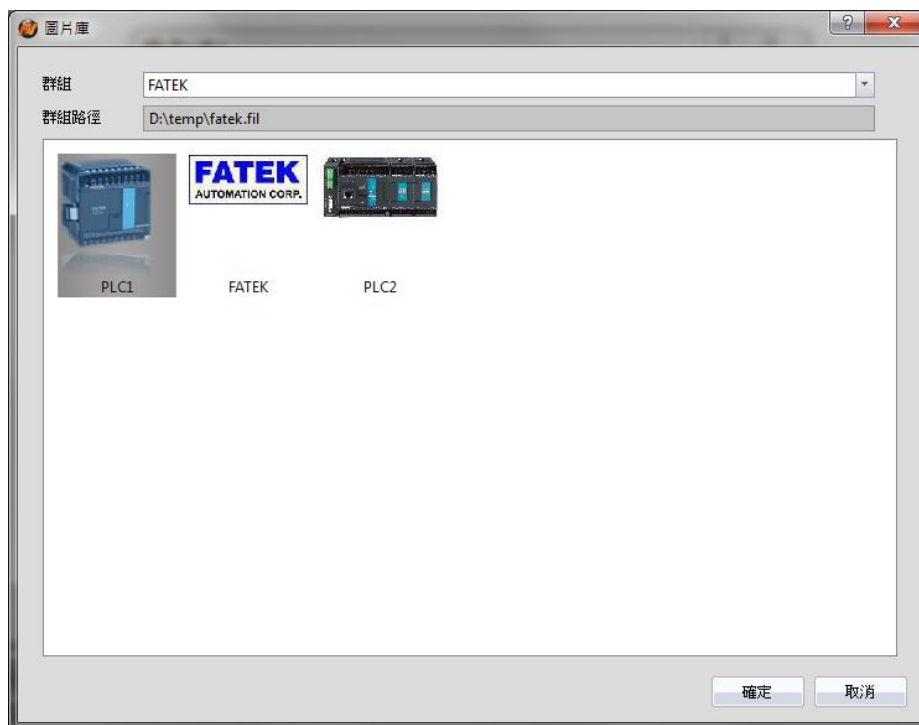 圖片庫
群組
FATEK
群組路徑
D:\temp\fatek.fil
FATEK
AUTOMATION CORP.
PLC1
FATEK
PLC2
確定
取消